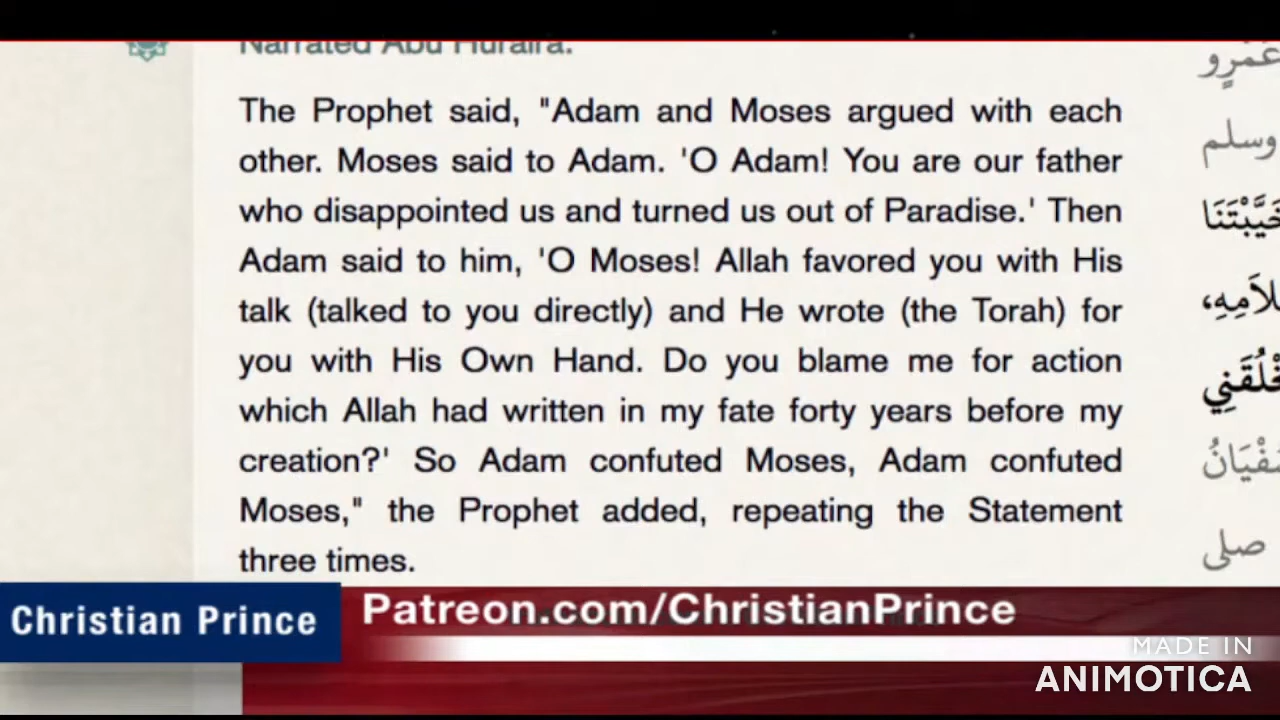 Narrated Abu Huraira:
The Prophet said, "Adam and Moses argued with each
other. Moses said to Adam. 'O Adam! You are our father
who disappointed us and turned us out of Paradise.' Then
Adam said to him, 'O Moses! Allah favored you with His
talk (talked to you directly) and He wrote (the Torah) for
you with His Own Hand. Do you blame me for action
which Allah had written in my fate forty years before my
creation?' So Adam confuted Moses, Adam confuted
Moses," the Prophet added, repeating the Statement
three times.
وسلم
صلى
Christian Prince
Patreon.com/ChristianPrince
MADE IN
ANIMOTICA